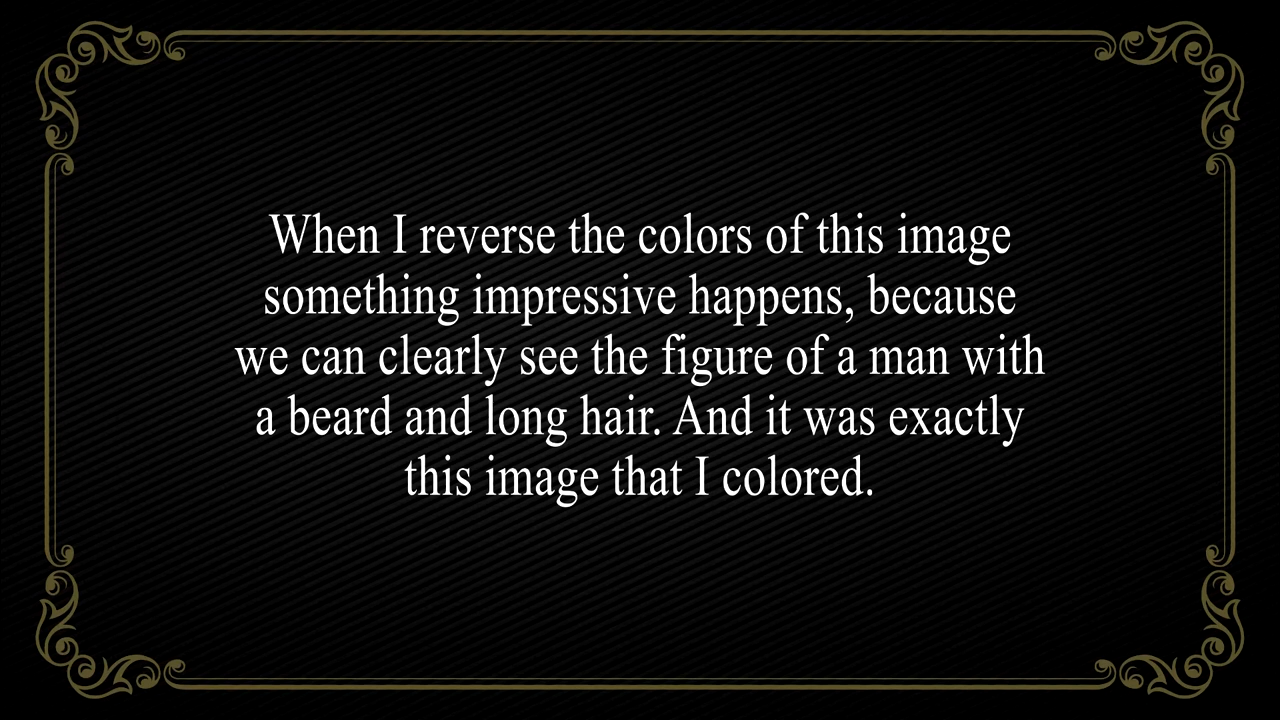 When I reverse the colors of this image
something impressive happens, because
we can clearly see the figure of a man with
a beard and long hair. And it was exactly
this image that I colored.